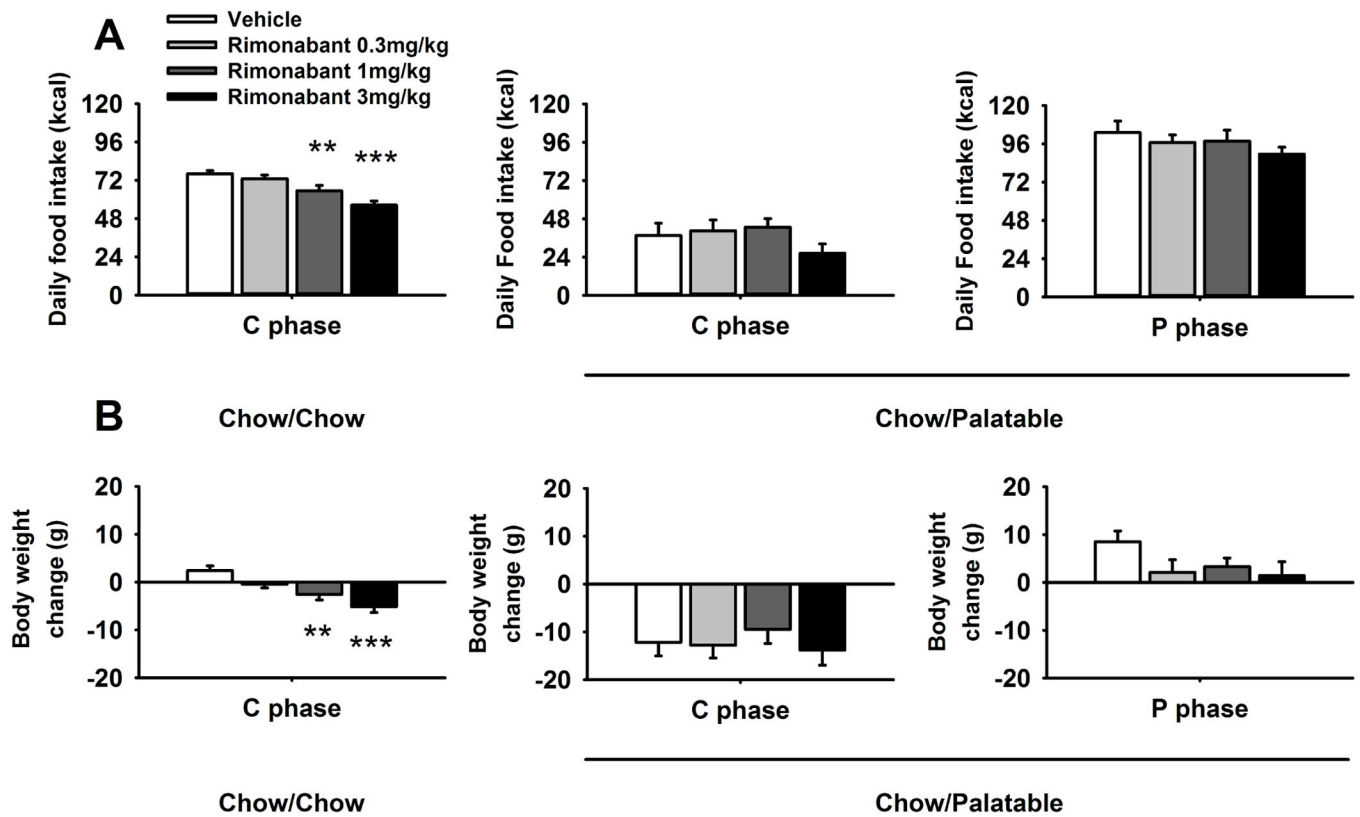 A
Vehicle
Rimonabant 0.3mg/kg
Rimonabant 1mg/kg
Rimonabant 3mg/kg
Daily food intake (kcal)
120
96
72
48
24
0
**
***
C phase
Daily Food intake (kcal)
120
96
72
48
24
0
C phase
Daily Food intake (kcal)
120
96
72
48
24
0
P phase
Chow/Chow
Chow/Palatable
B
Body weight
change (g)
20
10
0
-10
-20
**
***
C phase
Body weight
change (g)
20
10
0
-10
-20
C phase
Body weight
change (g)
20
10
0
-10
-20
P phase
Chow/Chow
Chow/Palatable